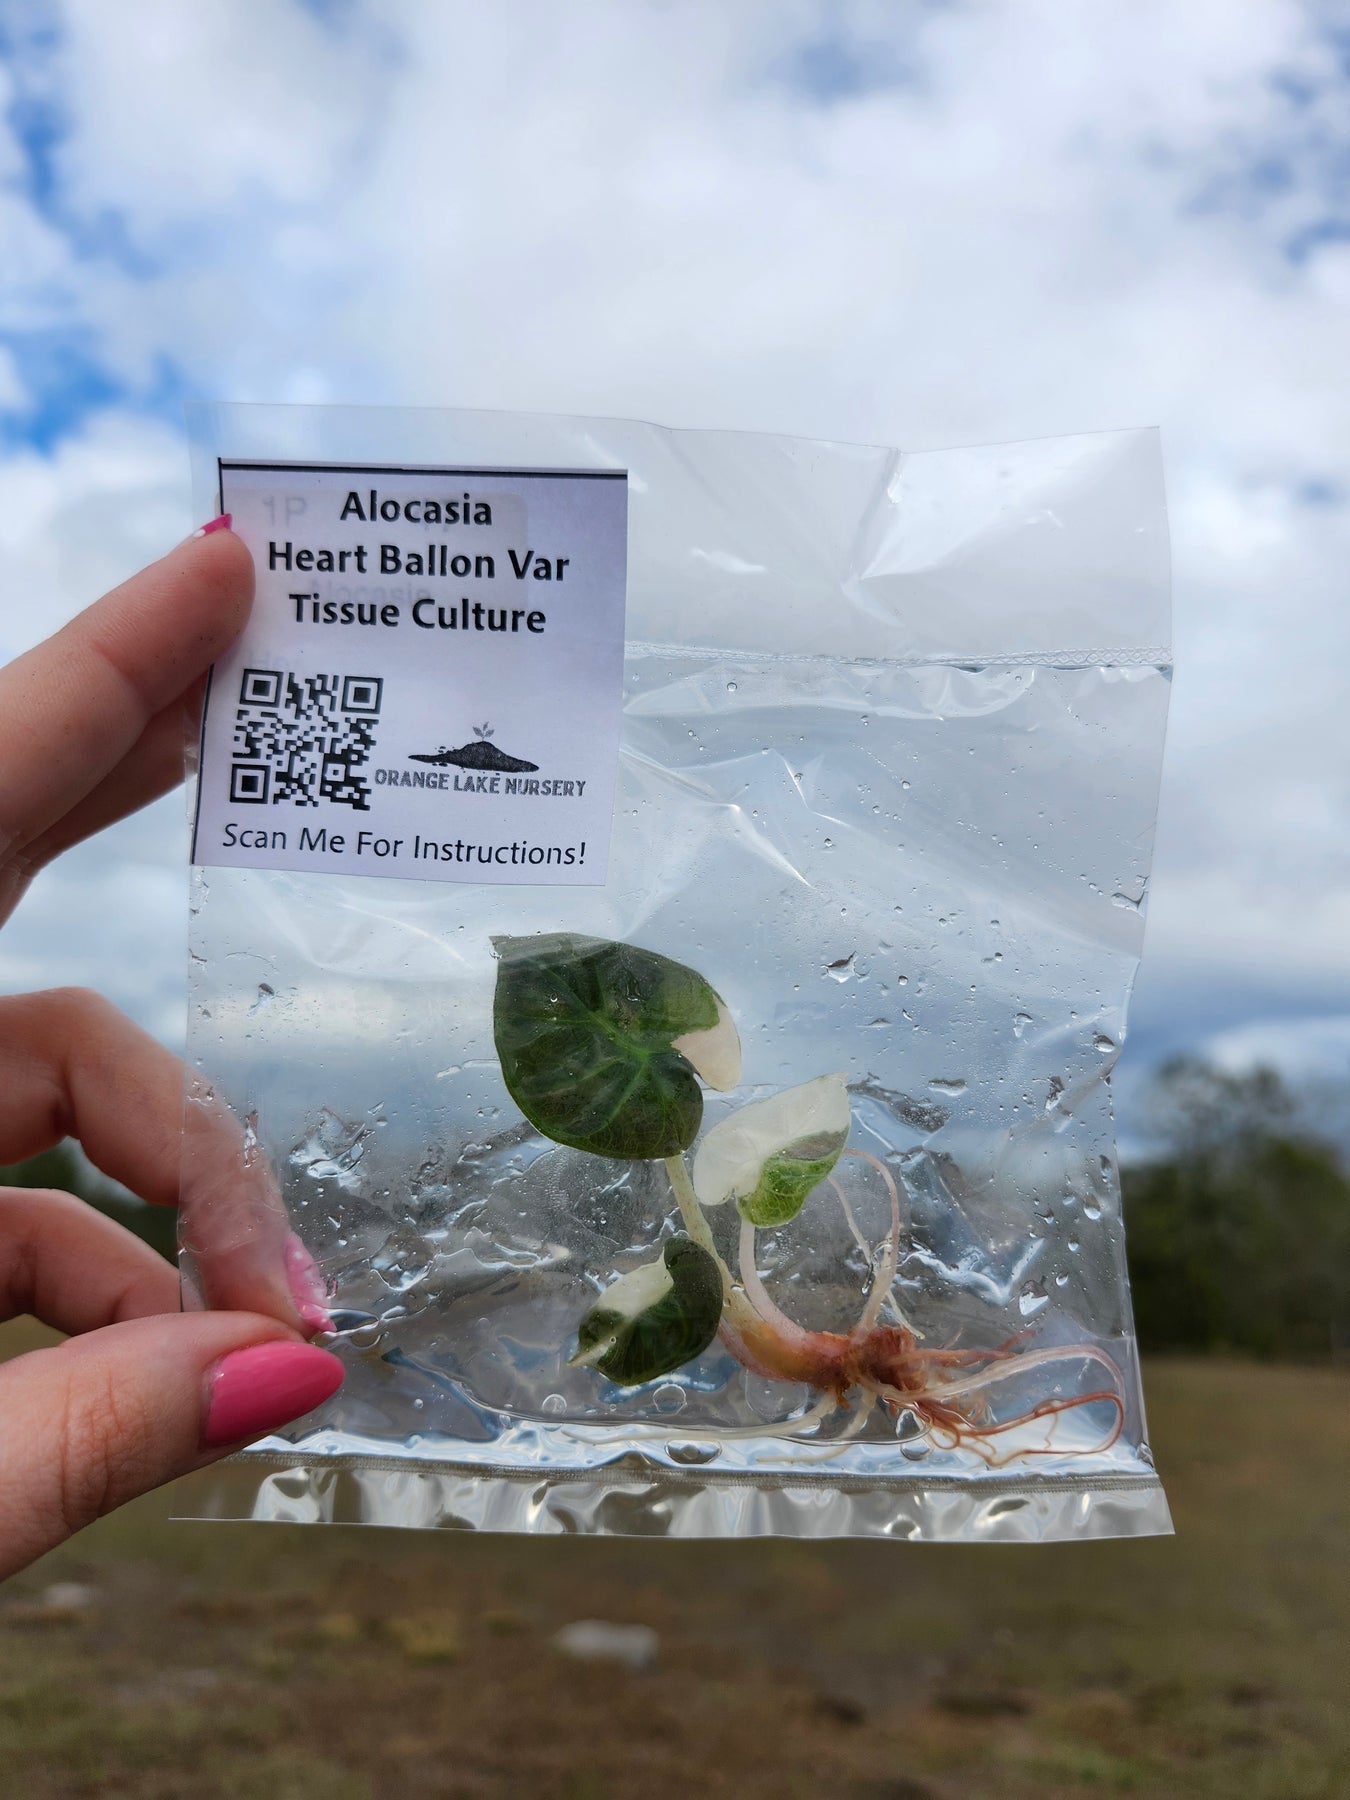 Alocasia
Heart Ballon Var
Tissue Culture
ORANGE LAKE NURSERY
Scan Me For Instructions!